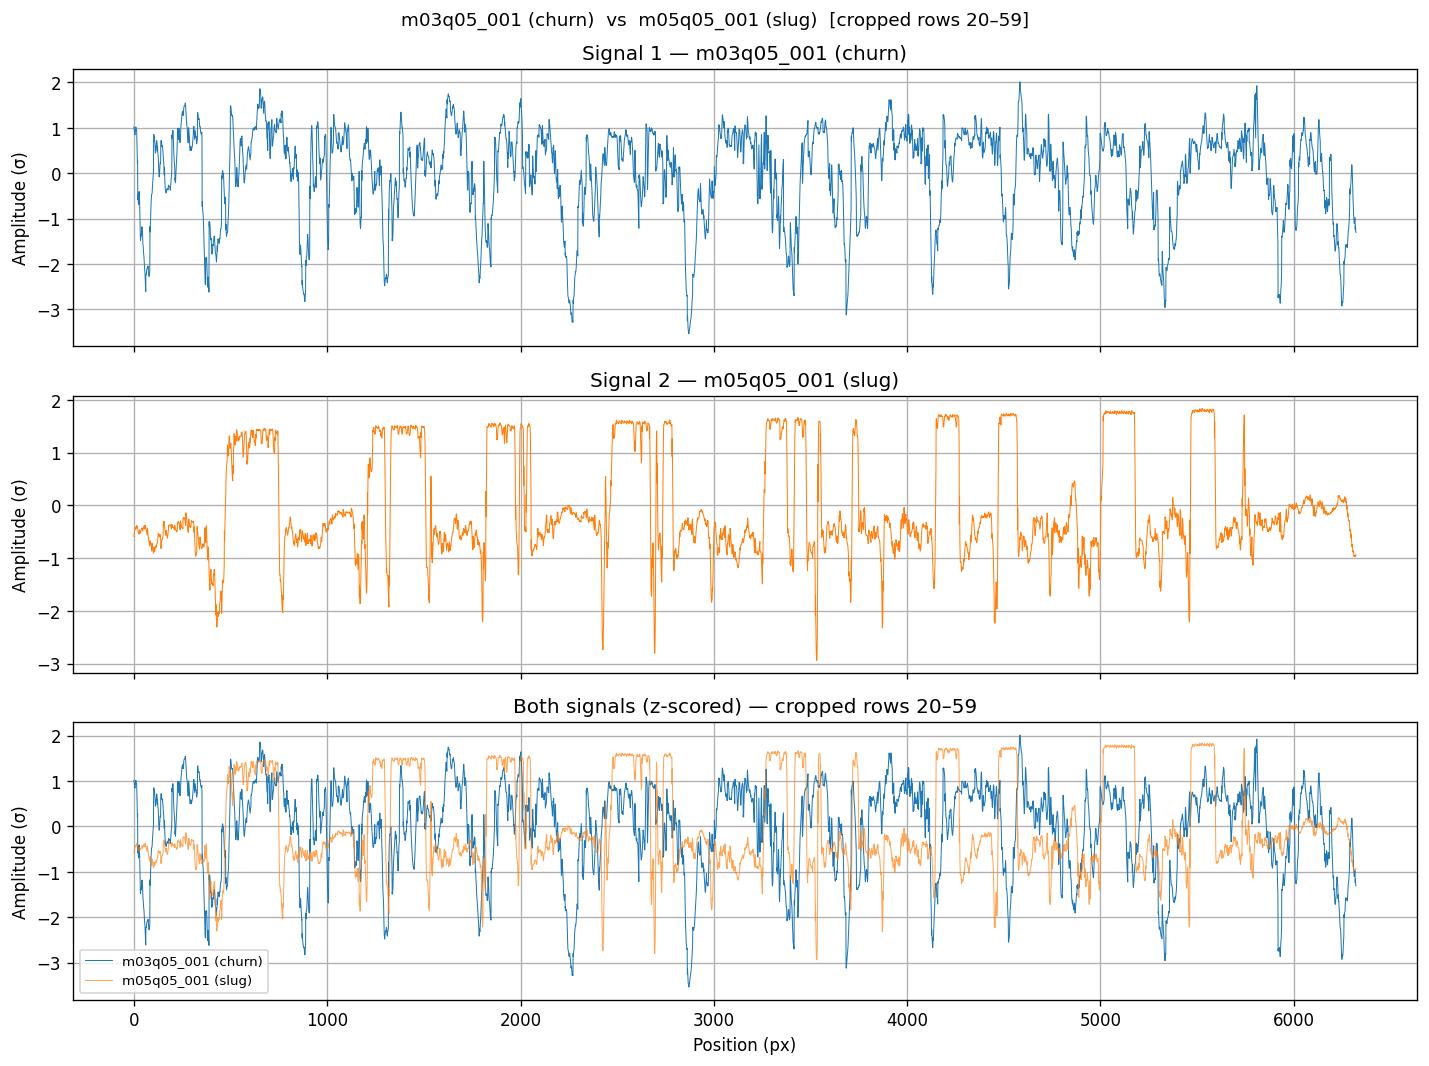 m03q05_001 (churn)  vs  m05q05_001 (slug)  [cropped rows 20–59]
Signal 1 — m03q05_001 (churn)
Amplitude (σ)
2
1
0
−1
−2
−3
Signal 2 — m05q05_001 (slug)
Amplitude (σ)
2
1
0
−1
−2
−3
Both signals (z-scored) — cropped rows 20–59
Amplitude (σ)
2
1
0
−1
−2
−3
m03q05_001 (churn)
m05q05_001 (slug)
0 1000 2000 3000 4000 5000 6000
Position (px)